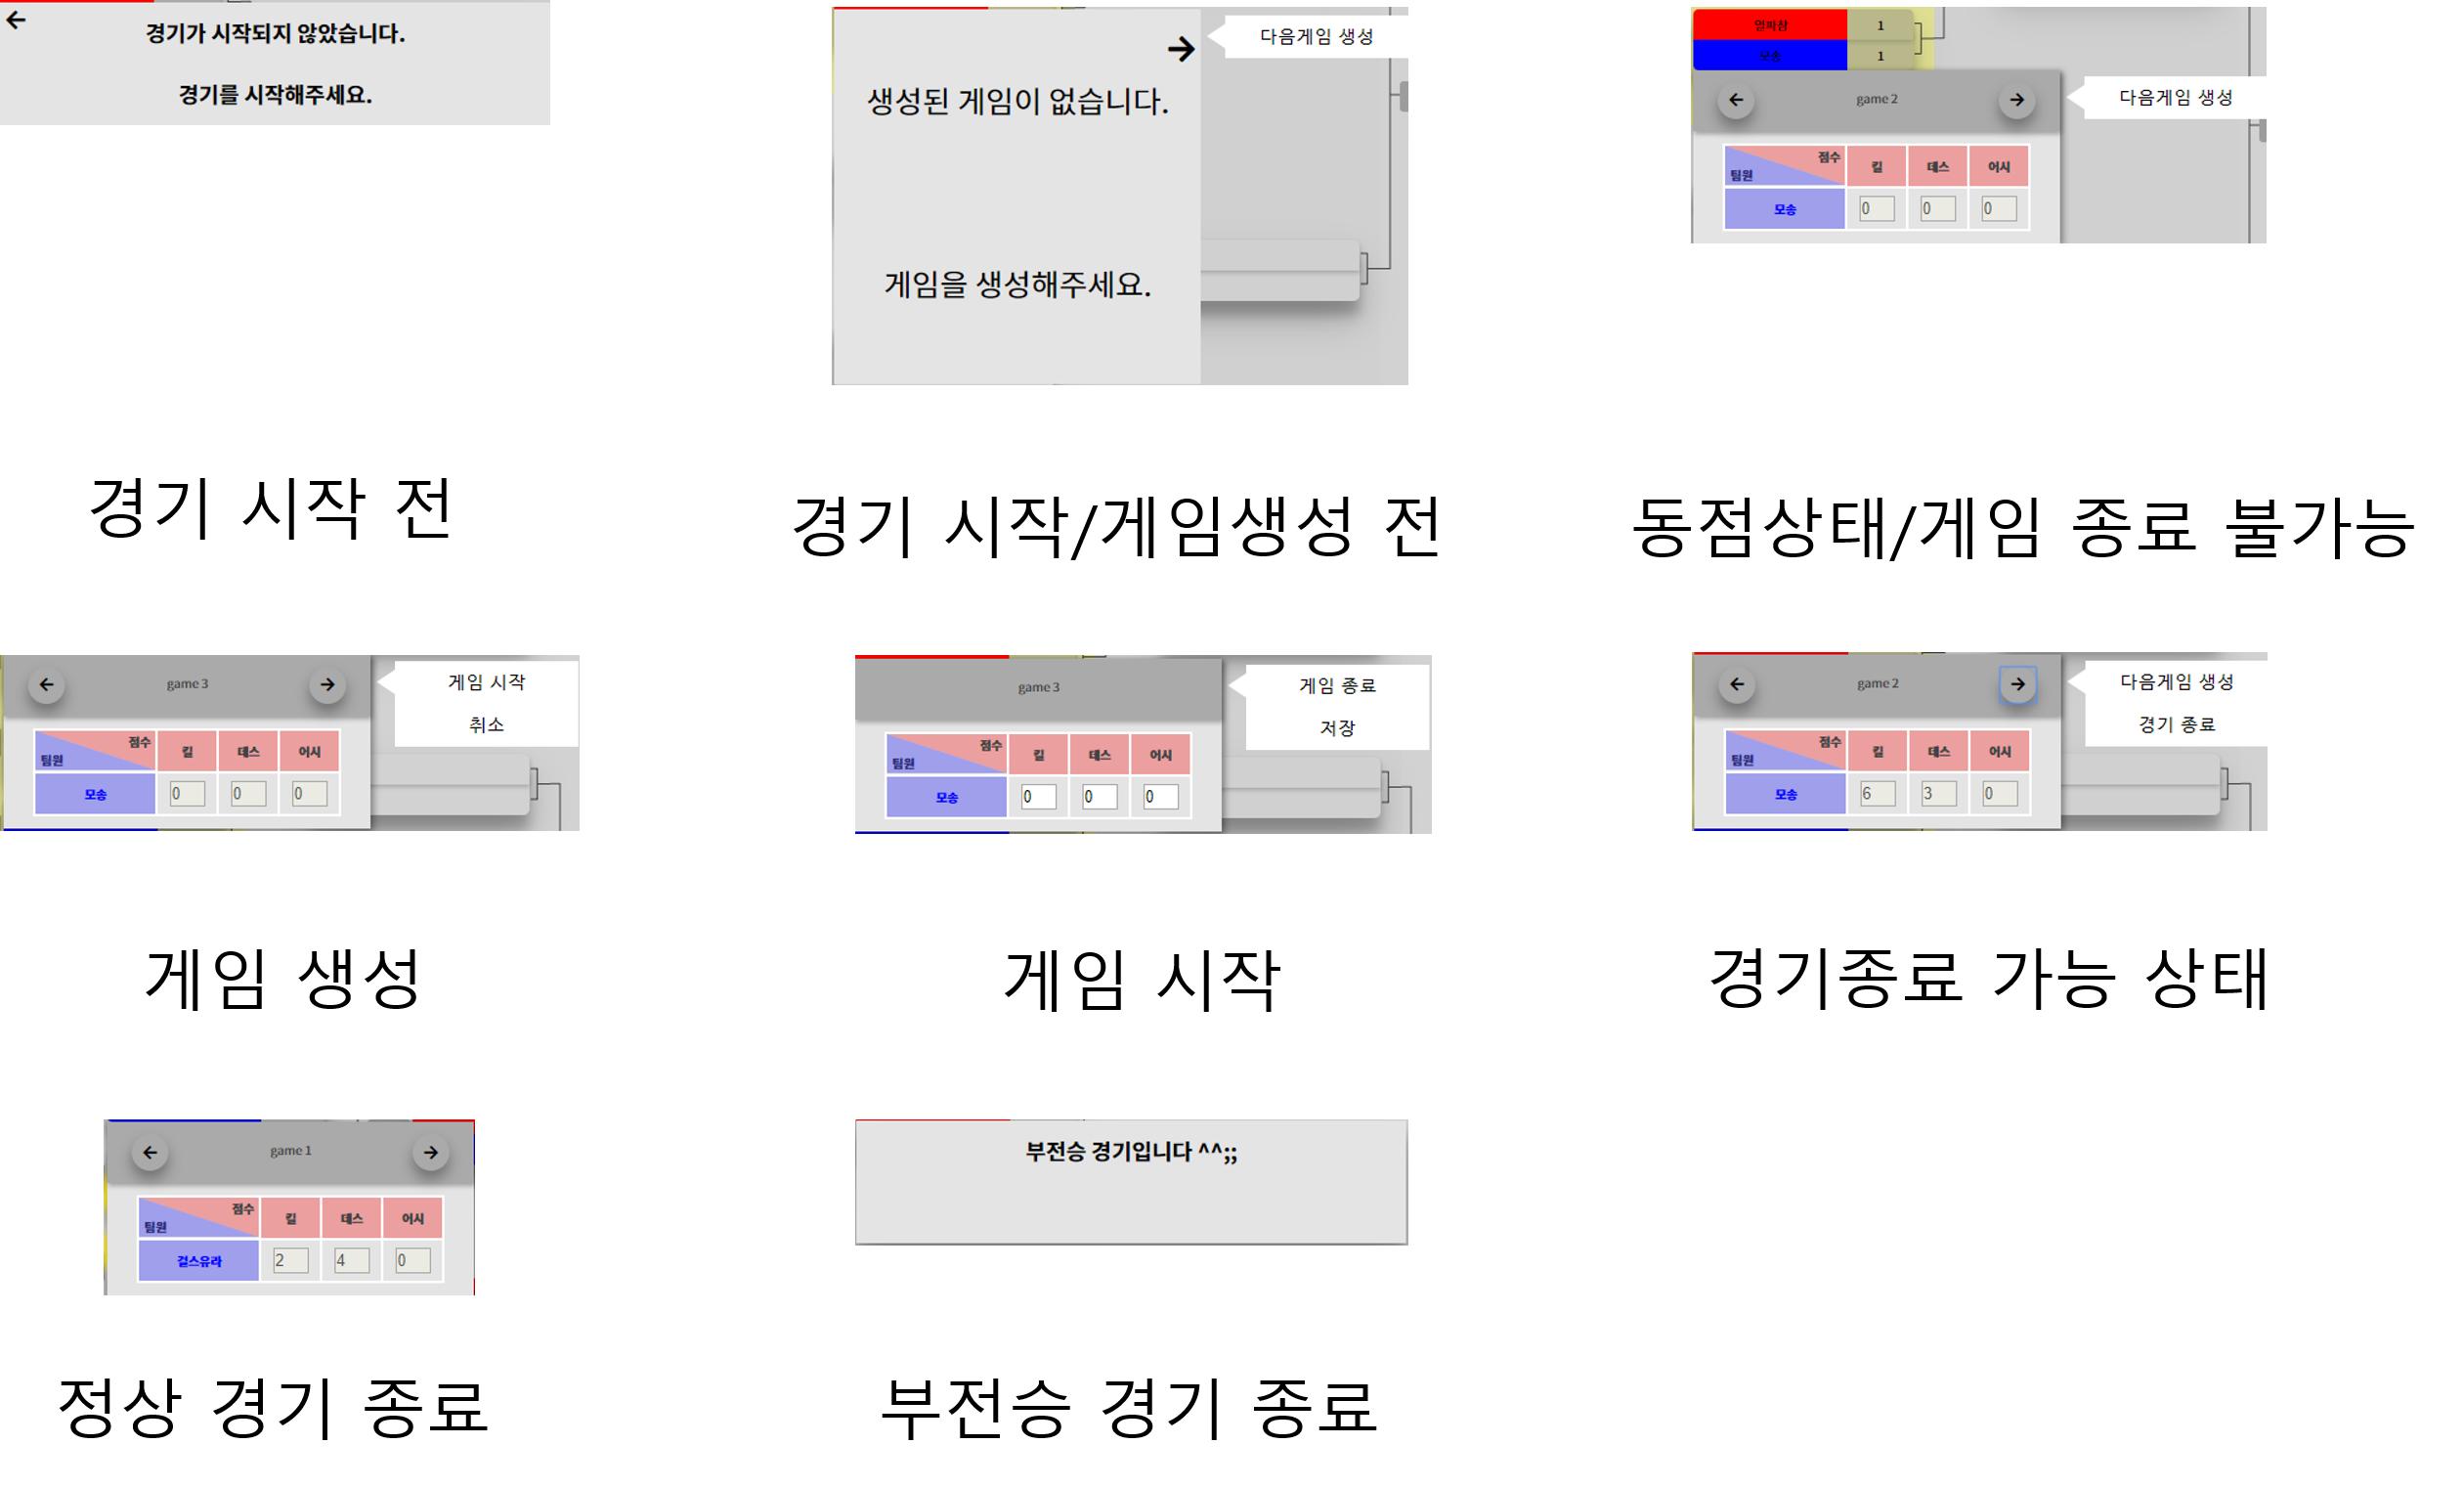 경기가 시작되지 않았습니다.
경기를 시작해주세요.
경기 시작 전
다음게임 생성
생성된 게임이 없습니다.
게임을 생성해주세요.
경기 시작/게임생성 전
1
모송 1
game 2
다음게임 생성
점수 킬 데스 어시
팀원
모송 0 0 0
동점상태/게임 종료 불가능
game 3
게임 시작
취소
점수 킬 데스 어시
팀원
모송 0 0 0
게임 생성
game 3
게임 종료
저장
점수 킬 데스 어시
팀원
모송 0 0 0
게임 시작
game 2
다음게임 생성
경기 종료
점수 킬 데스 어시
팀원
모송 6 3 0
경기종료 가능 상태
game 1
점수 킬 데스 어시
팀원
걸스유라 2 4 0
정상 경기 종료
부전승 경기입니다 ^^;;
부전승 경기 종료